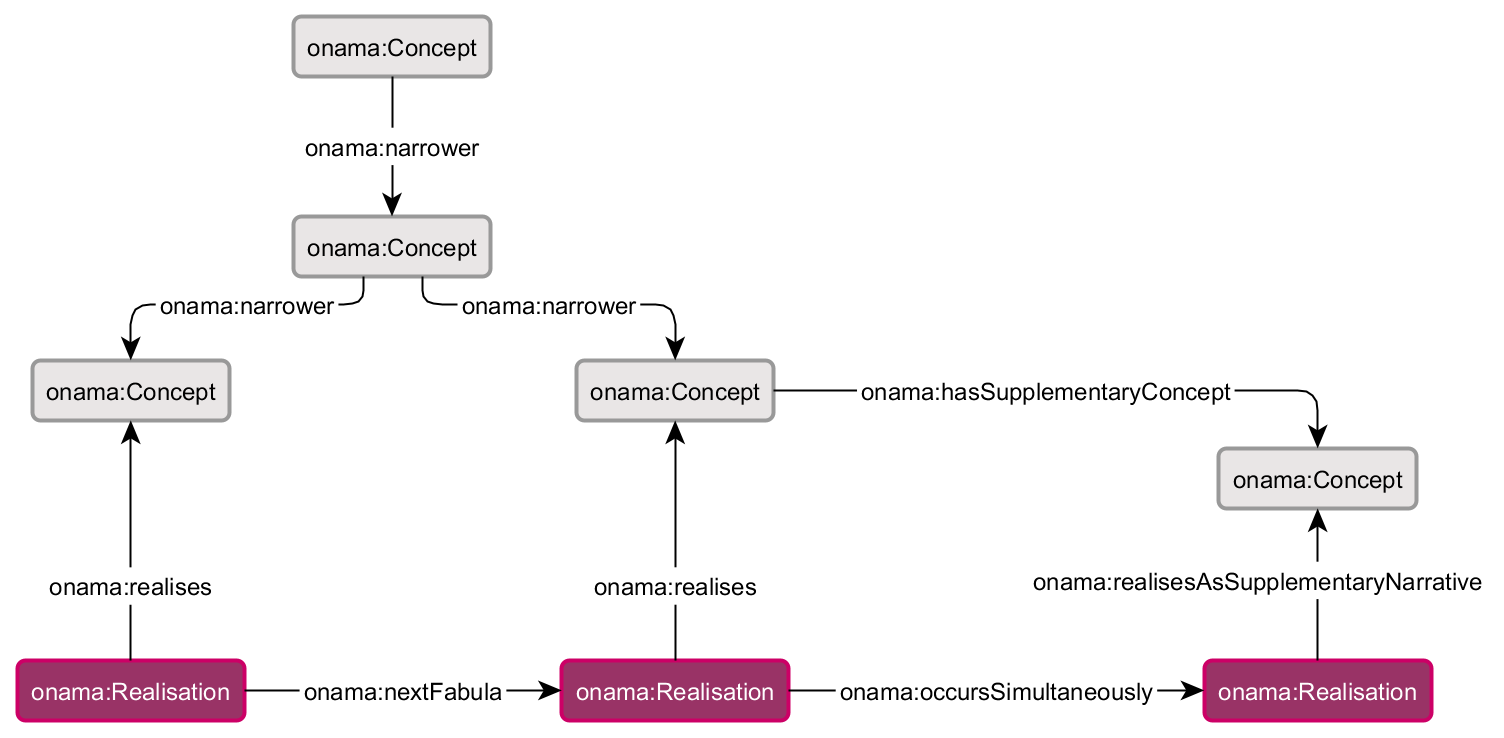 onama:Concept
onama:narrower
onama:Concept
onama:narrower
onama:narrower
onama:Concept
onama:Concept
onama:hasSupplementaryConcept
onama:Concept
onama:realises
onama:realises
onama:realisesAsSupplementaryNarrative
onama:Realisation
onama:nextFabula
onama:Realisation
onama:occursSimultaneously
onama:Realisation